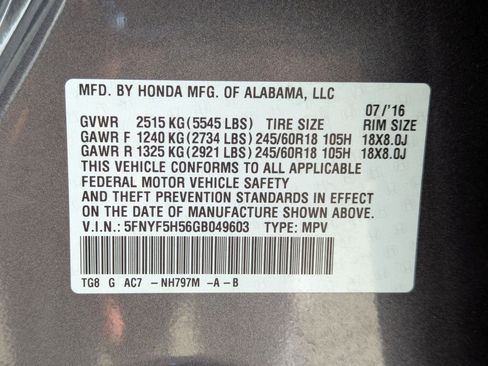 MFD. BY HONDA MFG. OF ALABAMA, LLC
07/'16
GVWR 2515 KG (5545 LBS) TIRE SIZE RIM SIZE
GAWR F 1240 KG (2734 LBS) 245/60R18 105H 18X8.0J
GAWR R 1325 KG (2921 LBS) 245/60R18 105H 18X8.0J
THIS VEHICLE CONFORMS TO ALL APPLICABLE
FEDERAL MOTOR VEHICLE SAFETY
AND THEFT PREVENTION STANDARDS IN EFFECT
ON THE DATE OF MANUFACTURE SHOWN ABOVE.
V.I.N.: 5FNYF5H56GB049603 TYPE: MPV
TG8 G AC7 -NH797M -A-B